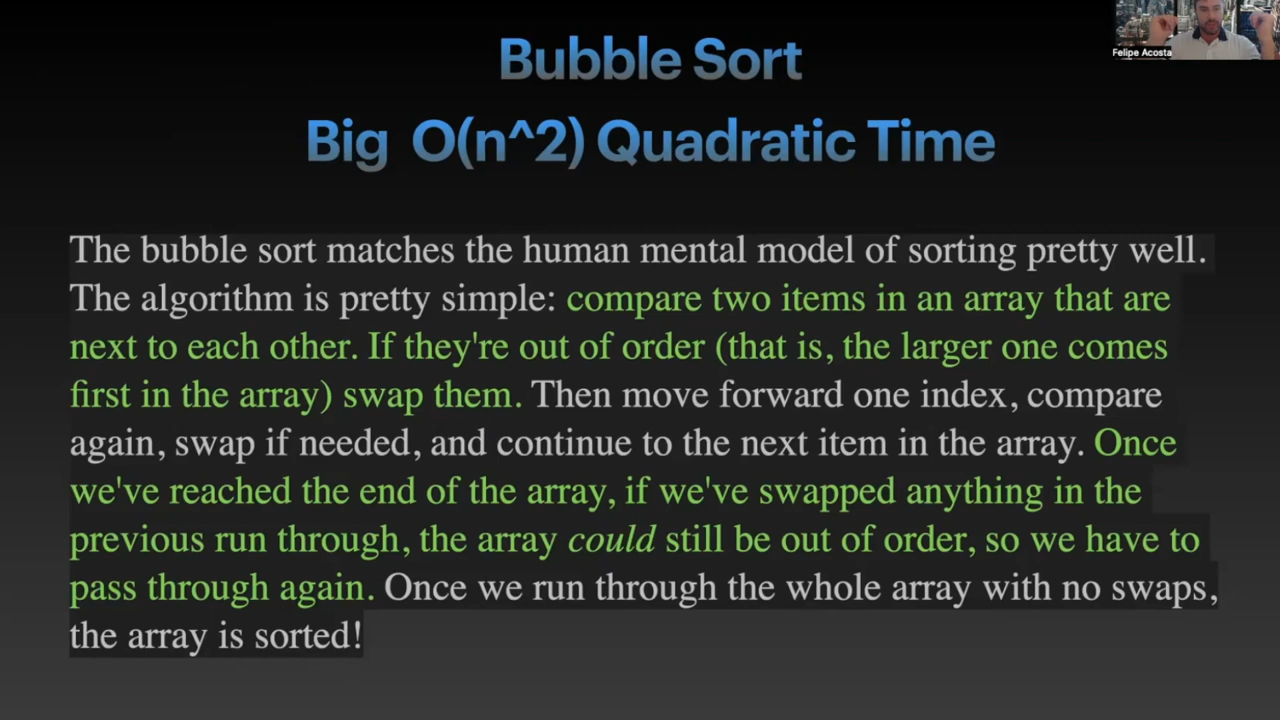 Felipe Acosta
Bubble Sort
Big O(n^2) Quadratic Time
The bubble sort matches the human mental model of sorting pretty well.
The algorithm is pretty simple: compare two items in an array that are
next to each other. If they're out of order (that is, the larger one comes
first in the array) swap them. Then move forward one index, compare
again, swap if needed, and continue to the next item in the array. Once
we've reached the end of the array, if we've swapped anything in the
previous run through, the array could still be out of order, so we have to
pass through again. Once we run through the whole array with no swaps,
the array is sorted!